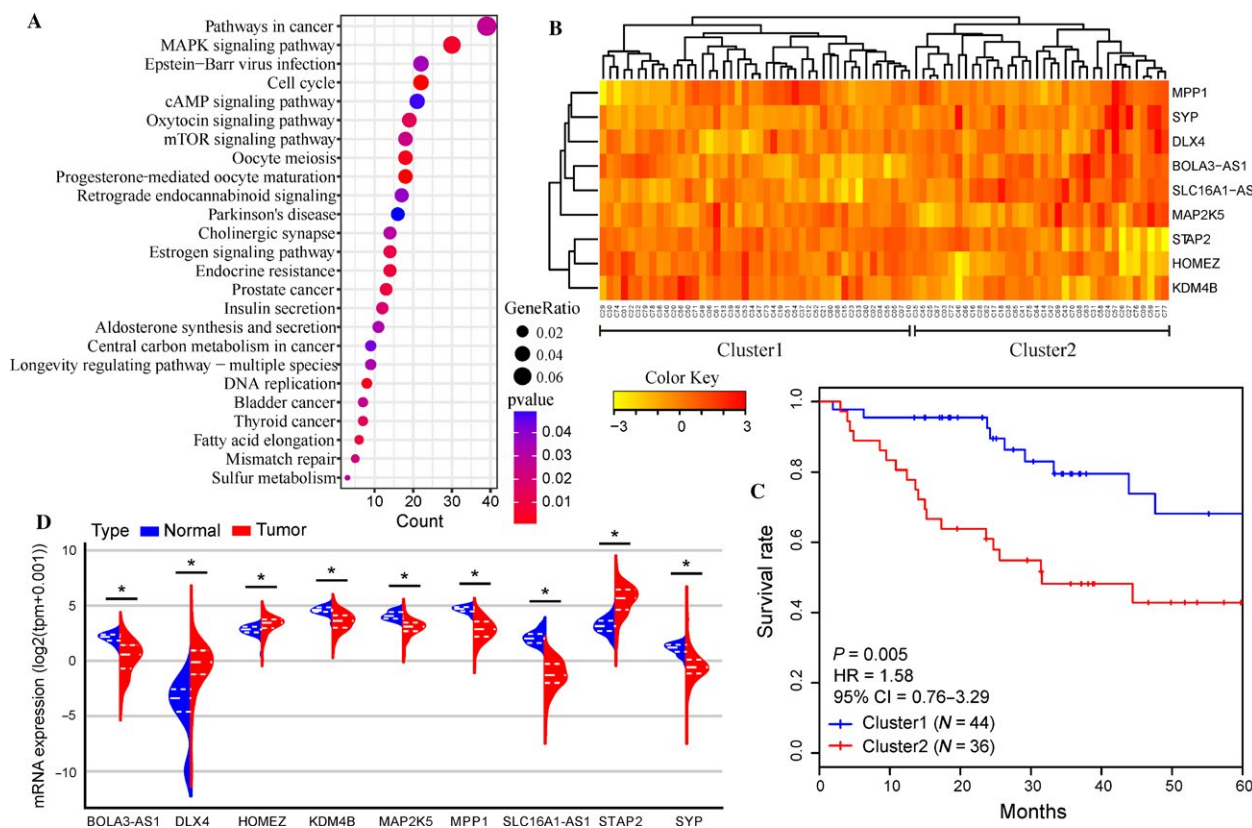 A
Pathways in cancer
MAPK signaling pathway
Epstein−Barr virus infection
Cell cycle
cAMP signaling pathway
Oxytocin signaling pathway
mTOR signaling pathway
Oocyte meiosis
Progesterone−mediated oocyte maturation
Retrograde endocannabinoid signaling
Parkinson's disease
Cholinergic synapse
Estrogen signaling pathway
Endocrine resistance
Prostate cancer
Insulin secretion
Aldosterone synthesis and secretion
Central carbon metabolism in cancer
Longevity regulating pathway − multiple species
DNA replication
Bladder cancer
Thyroid cancer
Fatty acid elongation
Mismatch repair
Sulfur metabolism
10 20 30 40
Count
GeneRatio
0.02
0.04
0.06
pvalue
0.04
0.03
0.02
0.01
B
MPP1
SYP
DLX4
BOLA3−AS1
SLC16A1−AS
MAP2K5
STAP2
HOMEZ
KDM4B
Cluster1 Cluster2
Color Key
−3 0 3
C
Survival rate
1.0
0.8
0.6
0.4
0.2
0.0
P = 0.005
HR = 1.58
95% CI = 0.76–3.29
Cluster1 (N = 44)
Cluster2 (N = 36)
0 10 20 30 40 50 60
Months
D
Type Normal Tumor
mRNA expression (log2(tpm+0.001))
10
5
0
−5
−10
* * * * * * * * *
BOLA3-AS1 DLX4 HOMEZ KDM4B MAP2K5 MPP1 SLC16A1-AS1 STAP2 SYP